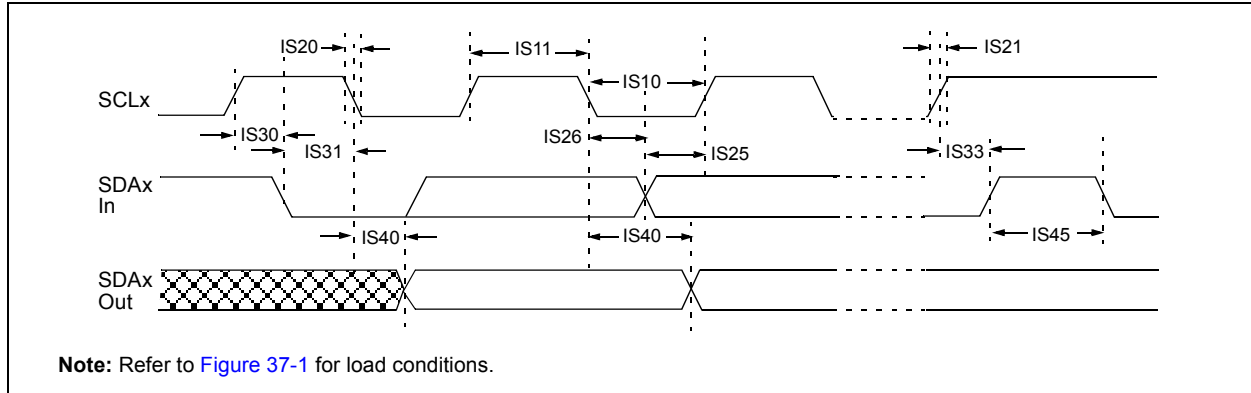 IS20
IS11
IS21
IS10
SCLx
IS30
IS26
IS31
IS25
IS33
SDAx
In
IS40
IS40
IS45
SDAx
Out
Note: Refer to Figure 37-1 for load conditions.